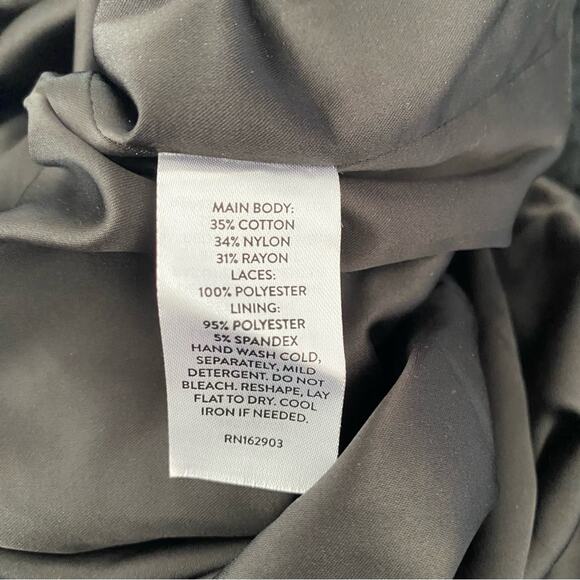 MAIN BODY:
35% COTTON
34% NYLON
31% RAYON
LACES:
100% POLYESTER
LINING:
95% POLYESTER
5% SPANDEX
HAND WASH COLD,
SEPARATELY, MILD
DETERGENT. DO NOT
BLEACH. RESHAPE, LAY
FLAT TO DRY. COOL
IRON IF NEEDED.
RN162903